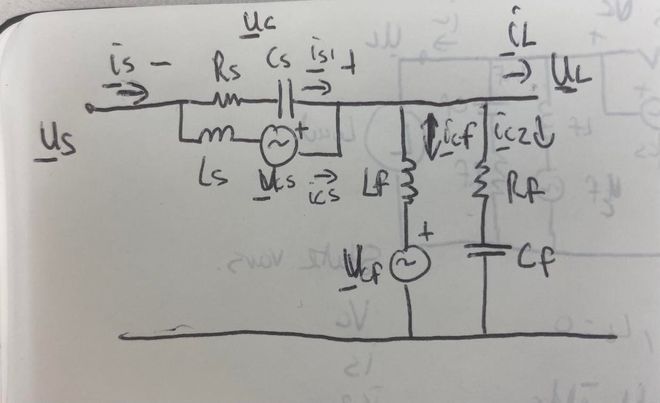 uc
is − Rs Cs is1 + iL
us uL
+
Ls ucs ics Lf icf ic2 Rf
+
ucf Cf